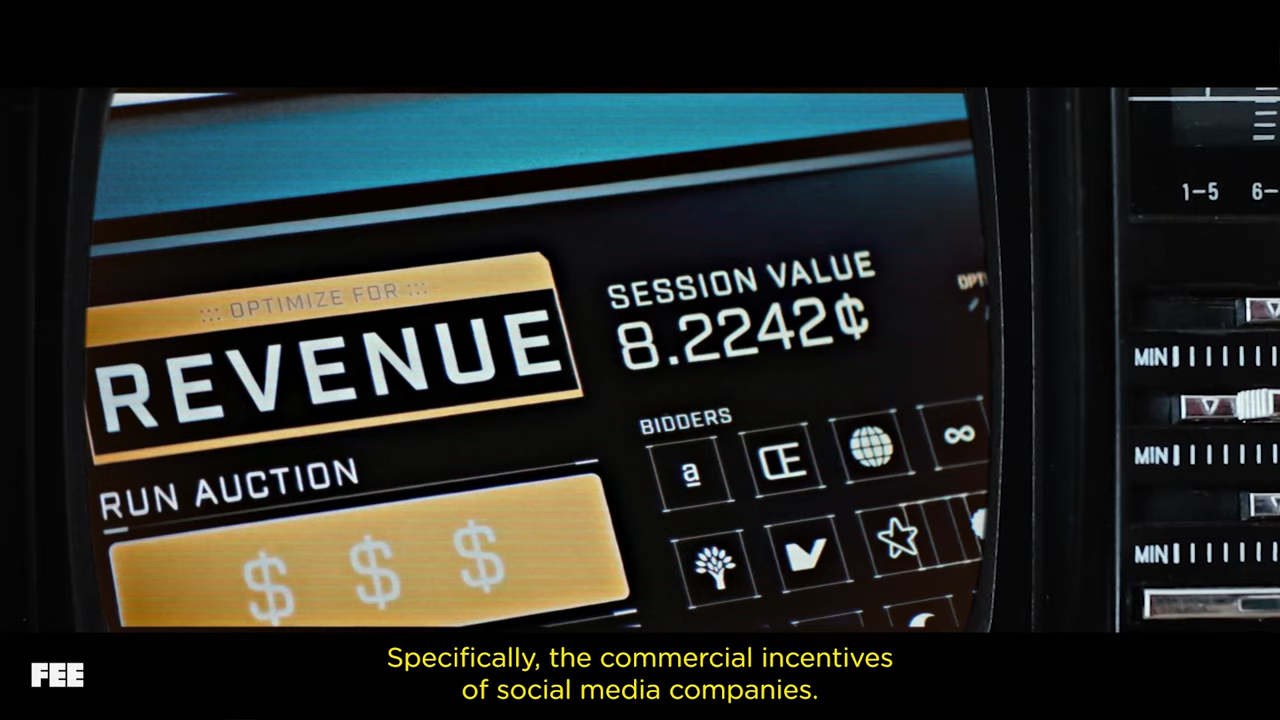 1-5 6-
OPTIMIZE FOR
REVENUE
SESSION VALUE
8.2242¢
BIDDERS
a
RUN AUCTION
$ $ $
MIN
MIN
MIN
FEE
Specifically, the commercial incentives
of social media companies.